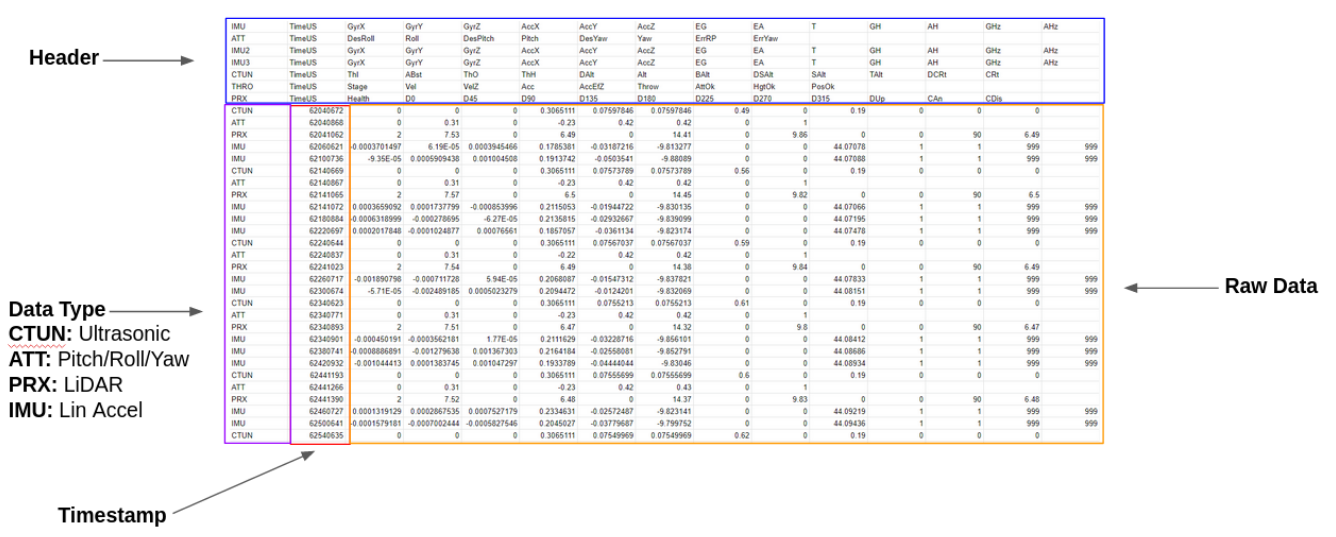 IMU TimeUS GyrX GyrY GyrZ AccX AccY AccZ EG EA T GH AH GHz AHz
ATT TimeUS DesRoll Roll DesPitch Pitch DesYaw Yaw ErrRP ErrYaw
IMU2 TimeUS GyrX GyrY GyrZ AccX AccY AccZ EG EA T GH AH GHz AHz
IMU3 TimeUS GyrX GyrY GyrZ AccX AccY AccZ EG EA T GH AH GHz AHz
CTUN TimeUS ThI ABst ThO ThH DAlt Alt BAlt DSAlt SAlt TAlt DCRt CRt
THRO TimeUS Stage Vel VelZ Acc AccEfZ Throw AttOk HgtOk PosOk
PRX TimeUS Health D0 D45 D90 D135 D180 D225 D270 D315 DUp CAn CDis
CTUN 62040672 0 0 0 0.3065111 0.07597846 0.07597846 0.49 0 0.19 0 0 0
ATT 62040868 0 0.31 0 -0.23 0.42 0.42 0 1
PRX 62041062 2 7.53 0 6.49 0 14.41 0 9.86 0 0 90 6.49
IMU 62060621 -0.0003701497 6.19E-05 0.0003945466 0.1785381 -0.03187216 -9.813277 0 0 44.07078 1 1 999 999
IMU 62100736 -9.35E-05 0.0005909438 0.001004508 0.1913742 -0.0503541 -9.88089 0 0 44.07088 1 1 999 999
CTUN 62140669 0 0 0 0.3065111 0.07573789 0.07573789 0.56 0 0.19 0 0 0
ATT 62140867 0 0.31 0 -0.23 0.42 0.42 0 1
PRX 62141065 2 7.57 0 6.5 0 14.45 0 9.82 0 0 90 6.5
IMU 62141072 0.0003659092 0.0001737799 -0.000853996 0.2115053 -0.01944722 -9.830135 0 0 44.07066 1 1 999 999
IMU 62180884 -0.0006318999 -0.000278695 -6.27E-05 0.2135815 -0.02932667 -9.839099 0 0 44.07195 1 1 999 999
IMU 62220697 0.0002017848 -0.0001024877 0.00076561 0.1857057 -0.0361134 -9.823174 0 0 44.07478 1 1 999 999
CTUN 62240644 0 0 0 0.3065111 0.07567037 0.07567037 0.59 0 0.19 0 0 0
ATT 62240837 0 0.31 0 -0.22 0.42 0.42 0 1
PRX 62241023 2 7.54 0 6.49 0 14.38 0 9.84 0 0 90 6.49
IMU 62260717 -0.001890798 -0.000711728 5.94E-05 0.2068087 -0.01547312 -9.837821 0 0 44.07833 1 1 999 999
IMU 62300674 -5.71E-05 -0.002489185 0.0005023279 0.2094472 -0.0124201 -9.832069 0 0 44.08151 1 1 999 999
CTUN 62340623 0 0 0 0.3065111 0.0755213 0.0755213 0.61 0 0.19 0 0 0
ATT 62340771 0 0.31 0 -0.23 0.42 0.42 0 1
PRX 62340893 2 7.51 0 6.47 0 14.32 0 9.8 0 0 90 6.47
IMU 62340901 -0.000450191 -0.0003562181 1.77E-05 0.2111629 -0.03228716 -9.856101 0 0 44.08412 1 1 999 999
IMU 62380741 -0.0008886891 -0.001279638 0.001367303 0.2164184 -0.02558081 -9.852791 0 0 44.08686 1 1 999 999
IMU 62420932 -0.001044413 0.0001383745 0.001047297 0.1933789 -0.04444044 -9.83046 0 0 44.08934 1 1 999 999
CTUN 62441193 0 0 0 0.3065111 0.07555699 0.07555699 0.6 0 0.19 0 0 0
ATT 62441266 0 0.31 0 -0.23 0.42 0.43 0 1
PRX 62441390 2 7.52 0 6.48 0 14.37 0 9.83 0 0 90 6.48
IMU 62460727 0.0001319129 0.0002867535 0.0007527179 0.2334631 -0.02572487 -9.823141 0 0 44.09219 1 1 999 999
IMU 62500641 -0.0001579181 -0.0007002444 -0.0005827546 0.2045027 -0.03779687 -9.799752 0 0 44.09436 1 1 999 999
CTUN 62540635 0 0 0 0.3065111 0.07549969 0.07549969 0.62 0 0.19 0 0 0
Header
Data Type
CTUN: Ultrasonic
ATT: Pitch/Roll/Yaw
PRX: LiDAR
IMU: Lin Accel
Raw Data
Timestamp